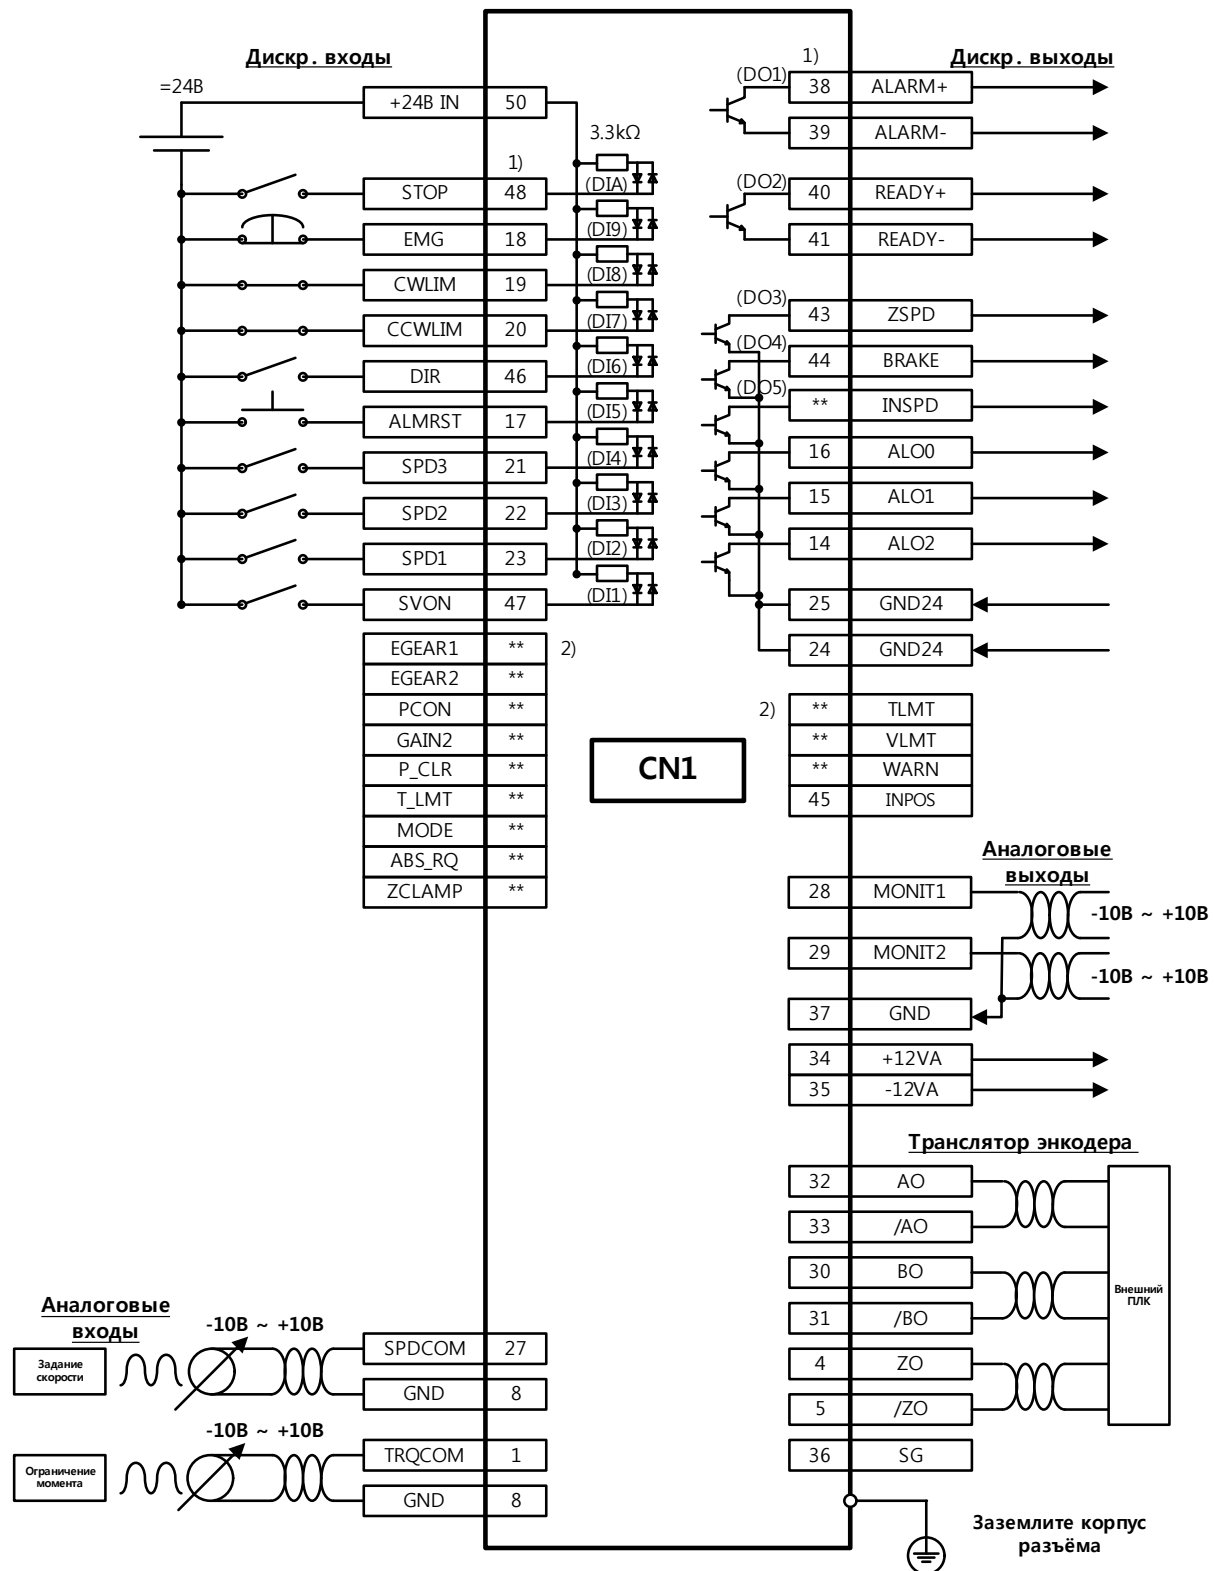 Дискр. входы
=24В
+24В IN 50
3.3kΩ
1)
STOP 48 (DIA)
EMG 18 (DI9)
CWLIM 19 (DI8)
CCWLIM 20 (DI7)
DIR 46 (DI6)
ALMRST 17 (DI5)
SPD3 21 (DI4)
SPD2 22 (DI3)
SPD1 23 (DI2)
SVON 47 (DI1)
EGEAR1 ** 2)
EGEAR2 **
PCON **
GAIN2 **
P_CLR **
T_LMT **
MODE **
ABS_RQ **
ZCLAMP **
CN1
Аналоговые
входы
-10В ~ +10В
Задание
скорости
SPDCOM 27
GND 8
-10В ~ +10В
Ограничение
момента
TRQCOM 1
GND 8
1)
Дискр. выходы
(DO1) 38 ALARM+
39 ALARM-
(DO2) 40 READY+
41 READY-
(DO3) 43 ZSPD
(DO4) 44 BRAKE
(DO5) ** INSPD
16 ALO0
15 ALO1
14 ALO2
25 GND24
24 GND24
2) ** TLMT
** VLMT
** WARN
45 INPOS
Аналоговые
выходы
28 MONIT1
-10В ~ +10В
29 MONIT2
-10В ~ +10В
37 GND
34 +12VA
35 -12VA
Транслятор энкодера
32 AO
33 /AO
30 BO
31 /BO
4 ZO
5 /ZO
Внешний
ПЛК
36 SG
Заземлите корпус
разъёма